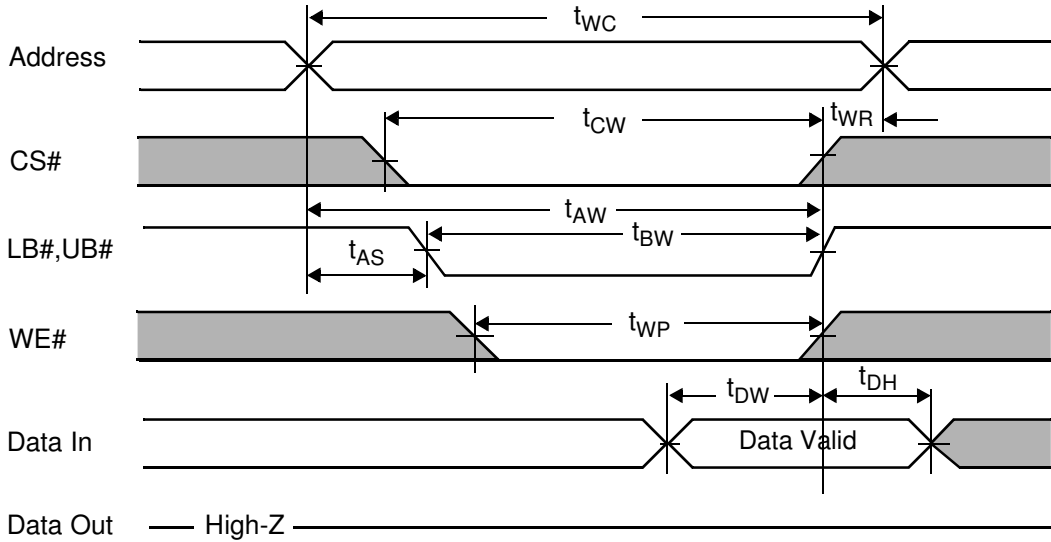 tWC
Address
tCW
tWR
CS#
tAW
LB#,UB#
tBW
tAS
WE#
tWP
tDW
tDH
Data In
Data Valid
Data Out
High-Z